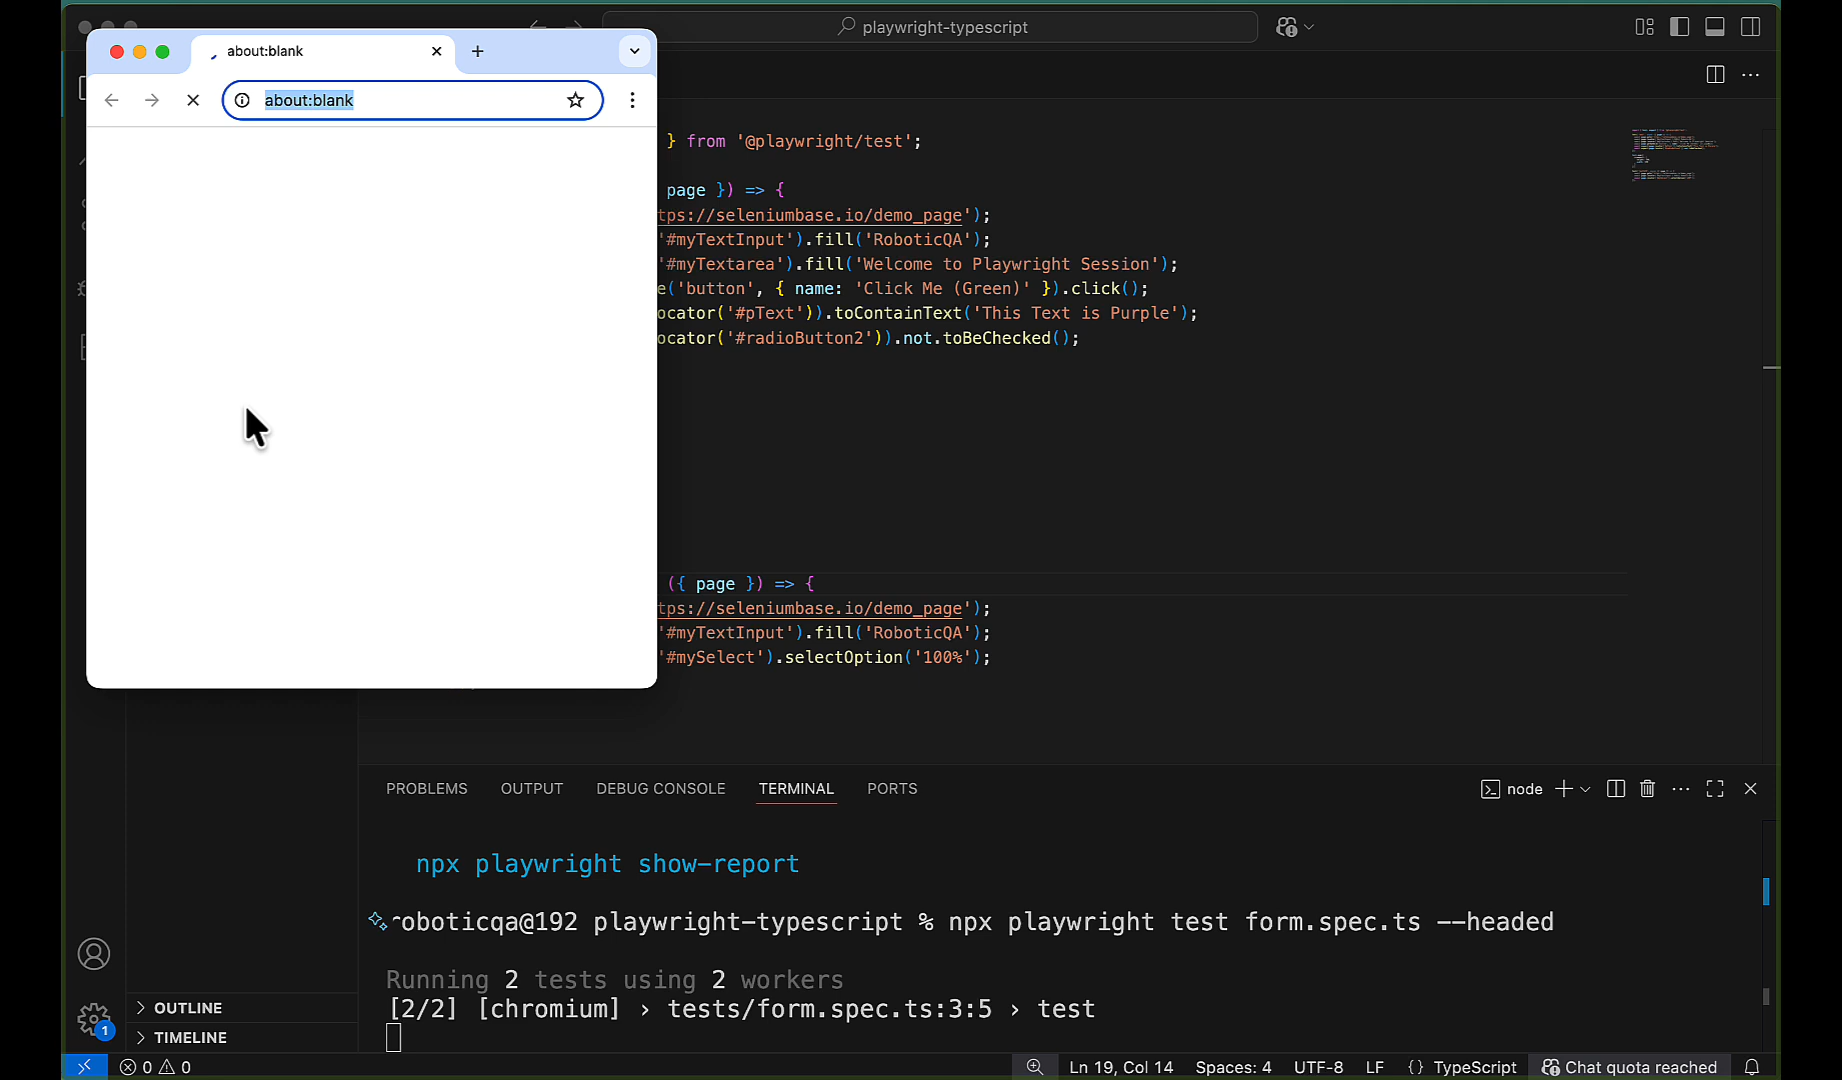 playwright-typescript
about:blank
about:blank
} from '@playwright/test';
page }) => {
tps://seleniumbase.io/demo_page');
'#myTextInput').fill('RoboticQA');
'#myTextarea').fill('Welcome to Playwright Session');
e('button', { name: 'Click Me (Green)' }).click();
ocator('#pText')).toContainText('This Text is Purple');
ocator('#radioButton2')).not.toBeChecked();
({ page }) => {
tps://seleniumbase.io/demo_page');
'#myTextInput').fill('RoboticQA');
'#mySelect').selectOption('100%');
PROBLEMS OUTPUT DEBUG CONSOLE TERMINAL PORTS
node
npx playwright show-report
roboticqa@192 playwright-typescript % npx playwright test form.spec.ts --headed
Running 2 tests using 2 workers
[2/2] [chromium] › tests/form.spec.ts:3:5 › test
OUTLINE
TIMELINE
1
0 0
Ln 19, Col 14 Spaces: 4 UTF-8 LF {} TypeScript Chat quota reached